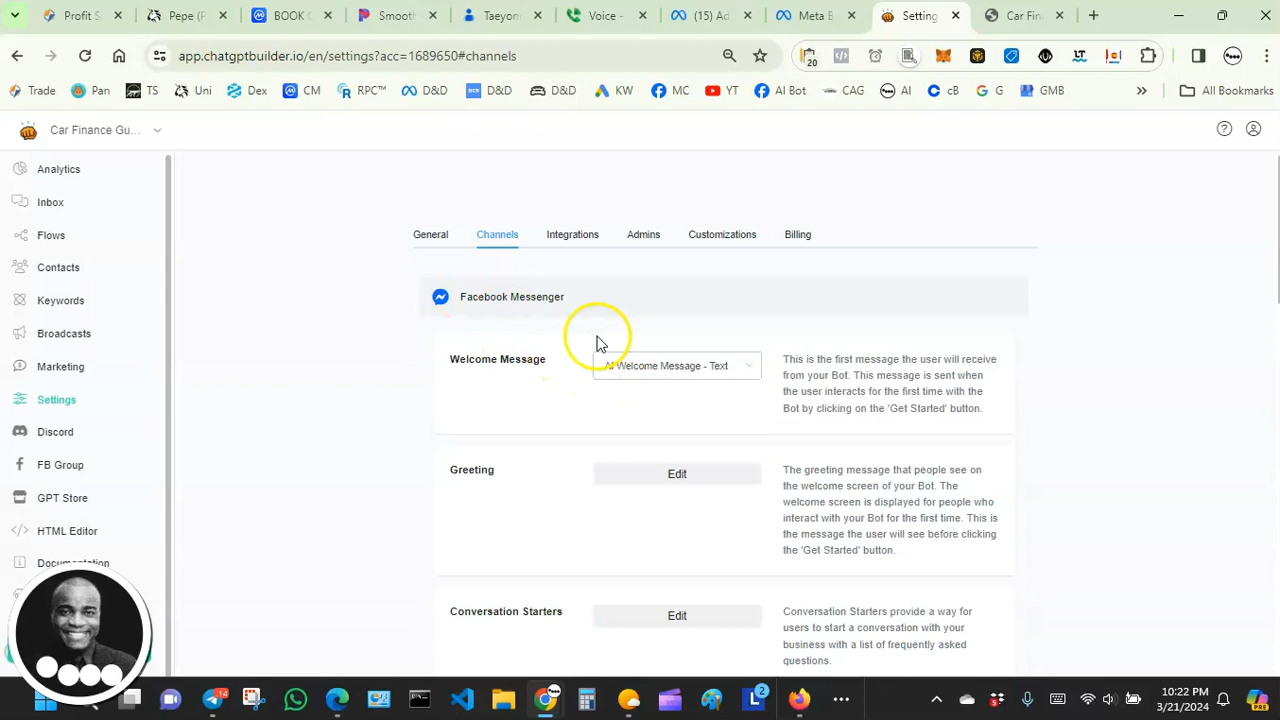 Profit S
Pepe (P
BOOK C
Smooth
Taeyonn
Voice -
(15) Ad
Meta B
Setting
Car Fin
app.chatgptbuilder.io/en/settings?acc=1689650#channels
20
Trade
Pan
TS
Uni
Dex
CM
RPC™
D&D
D&D
D&D
KW
MC
YT
AI Bot
CAG
AI
cB
G
GMB
All Bookmarks
Car Finance Gu...
Analytics
Inbox
Flows
Contacts
Keywords
Broadcasts
Marketing
Settings
Discord
FB Group
GPT Store
HTML Editor
Documentation
General
Channels
Integrations
Admins
Customizations
Billing
Facebook Messenger
Welcome Message
AI Welcome Message - Text
This is the first message the user will receive
from your Bot. This message is sent when
the user interacts for the first time with the
Bot by clicking on the 'Get Started' button.
Greeting
Edit
The greeting message that people see on
the welcome screen of your Bot. The
welcome screen is displayed for people who
interact with your Bot for the first time. This is
the message the user will see before clicking
the 'Get Started' button.
Conversation Starters
Edit
Conversation Starters provide a way for
users to start a conversation with your
business with a list of frequently asked
questions.
14
2
10:22 PM
3/21/2024
PRE